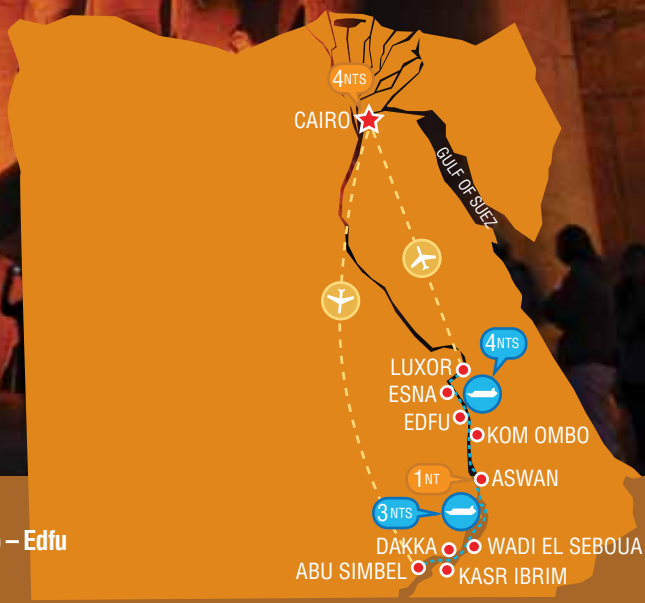 4NTS
CAIRO
GULF OF SUEZ
4NTS
LUXOR
ESNA
EDFU
KOM OMBO
1NT
ASWAN
3NTS
– Edfu
DAKKA
WADI EL SEBOUA
ABU SIMBEL
KASR IBRIM